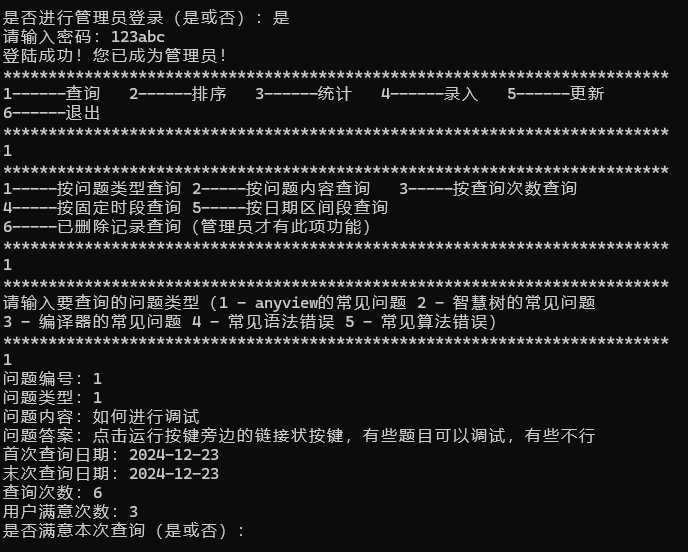 是否进行管理员登录（是或否）：是
请输入密码：123abc
登陆成功！您已成为管理员！
**************************************************************************
1------查询   2------排序   3------统计   4------录入   5------更新
6------退出
**************************************************************************
1
**************************************************************************
1-----按问题类型查询 2-----按问题内容查询   3-----按查询次数查询
4-----按固定时段查询 5-----按日期区间段查询
6-----已删除记录查询（管理员才有此项功能）
**************************************************************************
1
**************************************************************************
请输入要查询的问题类型（1 - anyview的常见问题 2 - 智慧树的常见问题
3 - 编译器的常见问题 4 - 常见语法错误 5 - 常见算法错误）
**************************************************************************
1
问题编号：1
问题类型：1
问题内容：如何进行调试
问题答案：点击运行按键旁边的链接状按键，有些题目可以调试，有些不行
首次查询日期：2024-12-23
末次查询日期：2024-12-23
查询次数：6
用户满意次数：3
是否满意本次查询（是或否）：